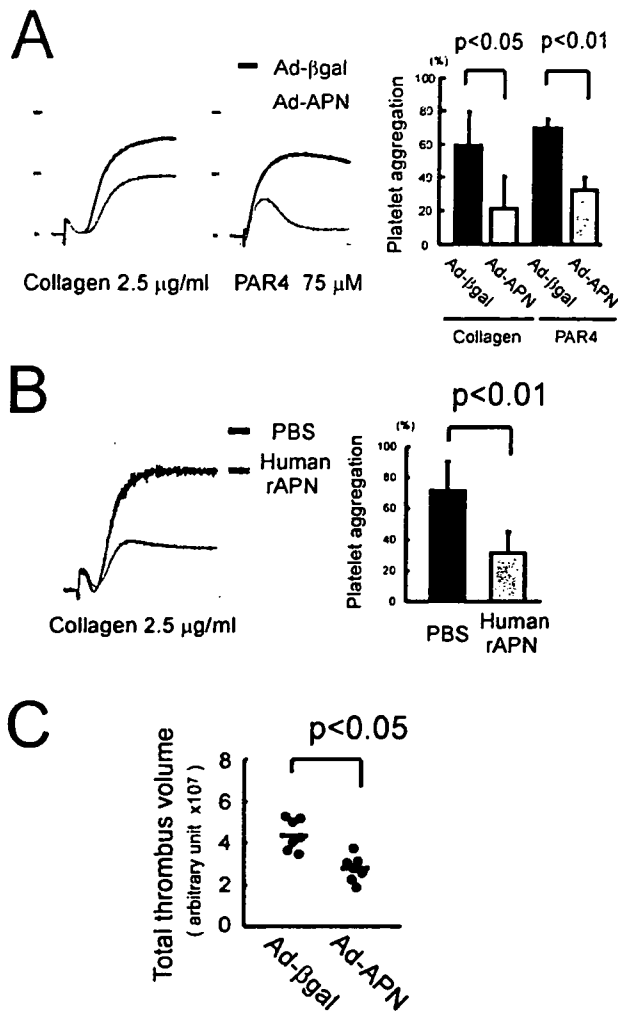 A
Ad-βgal
Ad-APN
Collagen 2.5 μg/ml
PAR4 75 μM
p<0.05 p<0.01
(%)
100
80
60
40
20
0
Platelet aggregation
Ad-βgal
Ad-APN
Ad-βgal
Ad-APN
Collagen
PAR4
B
PBS
Human
rAPN
Collagen 2.5 μg/ml
p<0.01
(%)
100
80
60
40
20
0
Platelet aggregation
PBS
Human
rAPN
C
p<0.05
Total thrombus volume
( arbitrary unit x10⁷ )
8
6
4
2
0
Ad-βgal
Ad-APN